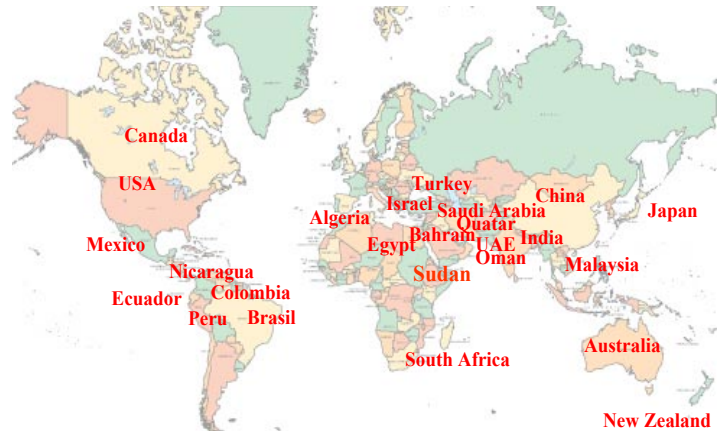 Canada
USA
Turkey
China
Israel
Saudi Arabia
Japan
Algeria
Quatar
Mexico
Egypt
Bahram
UAE
India
Oman
Malaysia
Nicaragua
Sudan
Ecuador
Colombia
Peru
Brasil
Australia
South Africa
New Zealand